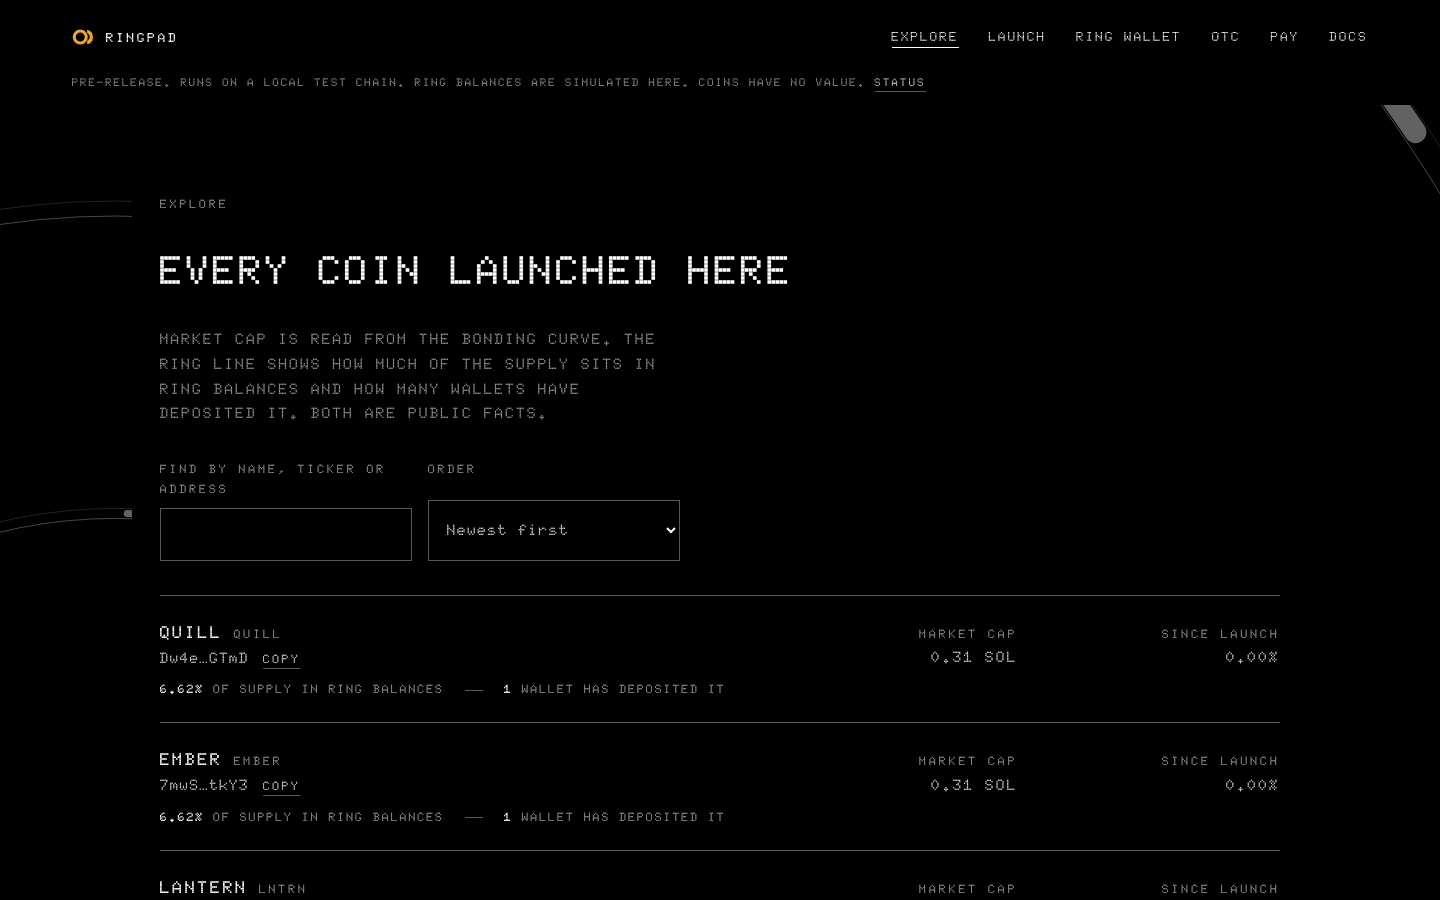 RINGPAD
EXPLORE LAUNCH RING WALLET OTC PAY DOCS
PRE-RELEASE. RUNS ON A LOCAL TEST CHAIN. RING BALANCES ARE SIMULATED HERE. COINS HAVE NO VALUE. STATUS
EXPLORE
EVERY COIN LAUNCHED HERE
MARKET CAP IS READ FROM THE BONDING CURVE. THE
RING LINE SHOWS HOW MUCH OF THE SUPPLY SITS IN
RING BALANCES AND HOW MANY WALLETS HAVE
DEPOSITED IT. BOTH ARE PUBLIC FACTS.
FIND BY NAME, TICKER OR
ADDRESS
ORDER
Newest first
QUILL QUILL
Dw4e…GTmD COPY
6.62% OF SUPPLY IN RING BALANCES — 1 WALLET HAS DEPOSITED IT
MARKET CAP
0.31 SOL
SINCE LAUNCH
0.00%
EMBER EMBER
7mwS…tkY3 COPY
6.62% OF SUPPLY IN RING BALANCES — 1 WALLET HAS DEPOSITED IT
MARKET CAP
0.31 SOL
SINCE LAUNCH
0.00%
LANTERN LNTRN
MARKET CAP
SINCE LAUNCH